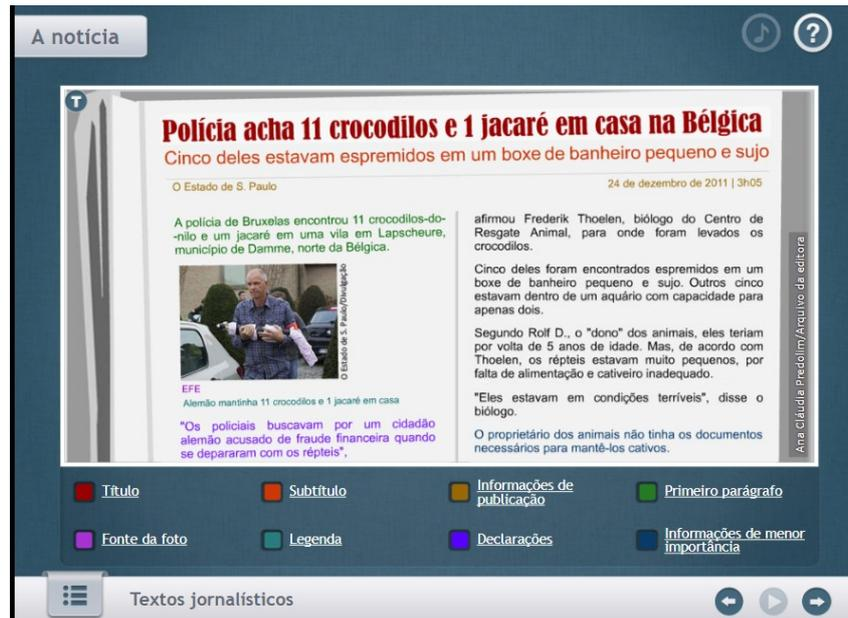 A notícia
?
T
Polícia acha 11 crocodilos e 1 jacaré em casa na Bélgica
Cinco deles estavam espremidos em um boxe de banheiro pequeno e sujo
O Estado de S. Paulo
24 de dezembro de 2011 | 3h05
A polícia de Bruxelas encontrou 11 crocodilos-do-
-nilo e um jacaré em uma vila em Lapscheure,
município de Damme, norte da Bélgica.
O Estado de S. Paulo/Divulgação
EFE
Alemão mantinha 11 crocodilos e 1 jacaré em casa
"Os policiais buscavam por um cidadão
alemão acusado de fraude financeira quando
se depararam com os répteis",
afirmou Frederik Thoelen, biólogo do Centro de
Resgate Animal, para onde foram levados os
crocodilos.
Cinco deles foram encontrados espremidos em um
boxe de banheiro pequeno e sujo. Outros cinco
estavam dentro de um aquário com capacidade para
apenas dois.
Segundo Rolf D., o "dono" dos animais, eles teriam
por volta de 5 anos de idade. Mas, de acordo com
Thoelen, os répteis estavam muito pequenos, por
falta de alimentação e cativeiro inadequado.
"Eles estavam em condições terríveis", disse o
biólogo.
O proprietário dos animais não tinha os documentos
necessários para mantê-los cativos.
Ana Cláudia Predolim/Arquivo da editora
Título
Subtítulo
Informações de
publicação
Primeiro parágrafo
Fonte da foto
Legenda
Declarações
Informações de menor
importância
Textos jornalísticos